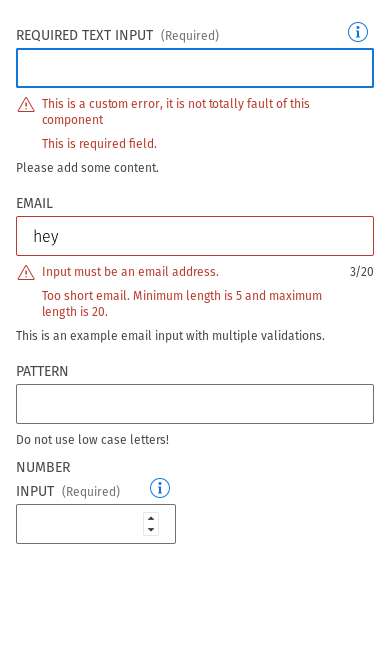 REQUIRED TEXT INPUT (Required)
This is a custom error, it is not totally fault of this
component
This is required field.
Please add some content.
EMAIL
hey
Input must be an email address. 3/20
Too short email. Minimum length is 5 and maximum
length is 20.
This is an example email input with multiple validations.
PATTERN
Do not use low case letters!
NUMBER
INPUT (Required)